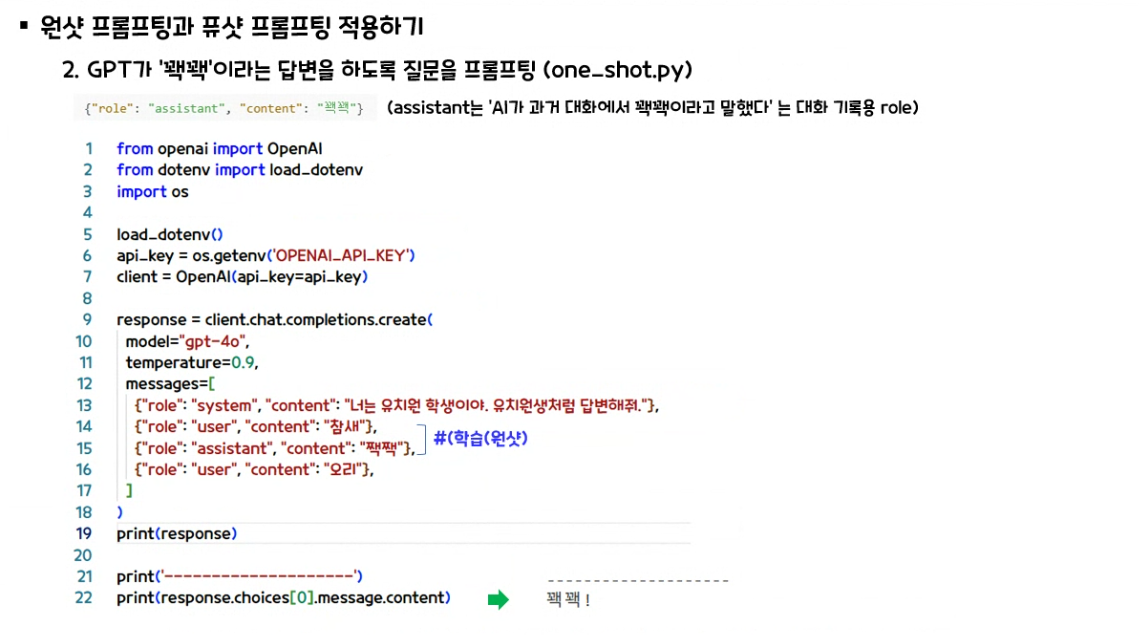 ▪ 원샷 프롬프팅과 퓨샷 프롬프팅 적용하기
2. GPT가 '꽥꽥'이라는 답변을 하도록 질문을 프롬프팅 (one_shot.py)
{"role": "assistant", "content": "꽥꽥"} (assistant는 'AI가 과거 대화에서 꽥꽥이라고 말했다' 는 대화 기록용 role)
1 from openai import OpenAI
2 from dotenv import load_dotenv
3 import os
4
5 load_dotenv()
6 api_key = os.getenv('OPENAI_API_KEY')
7 client = OpenAI(api_key=api_key)
8
9 response = client.chat.completions.create(
10 model="gpt-4o",
11 temperature=0.9,
12 messages=[
13 {"role": "system", "content": "너는 유치원 학생이야. 유치원생처럼 답변해줘."},
14 {"role": "user", "content": "참새"},
15 {"role": "assistant", "content": "짹짹"}, #(학습(원샷)
16 {"role": "user", "content": "오리"},
17 ]
18 )
19 print(response)
20
21 print('--------------------') --------------------
22 print(response.choices[0].message.content) 꽥꽥!